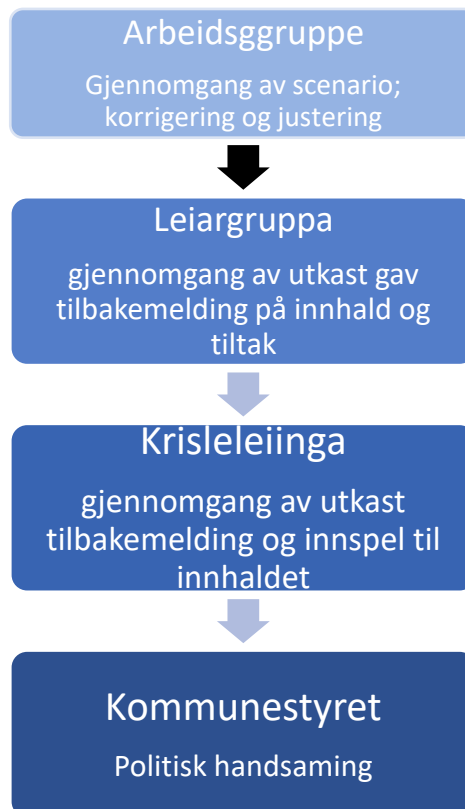 Arbeidsggruppe
Gjennomgang av scenario;
korrigering og justering
Leiargruppa
gjennomgang av utkast gav
tilbakemelding på innhald og
tiltak
Krisleleiinga
gjennomgang av utkast
tilbakemelding og innspel til
innhaldet
Kommunestyret
Politisk handsaming